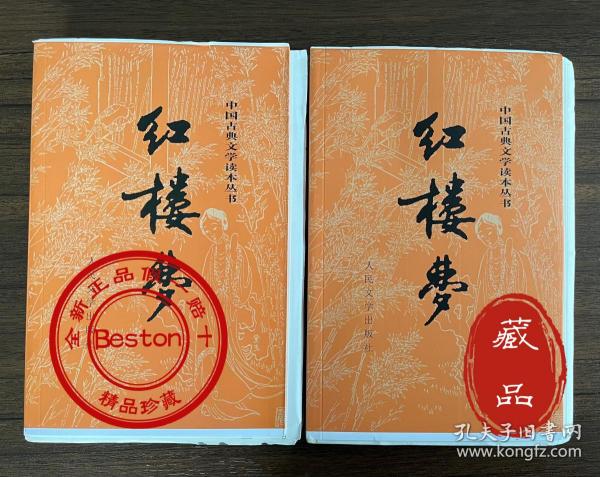 中国古典文学读本丛书
红楼梦
人
出版
全新正品假一赔十
Beston
精品珍藏
中国古典文学读本丛书
红楼梦
人民文学出版社
藏品
孔夫子旧书网
www.kongfz.com